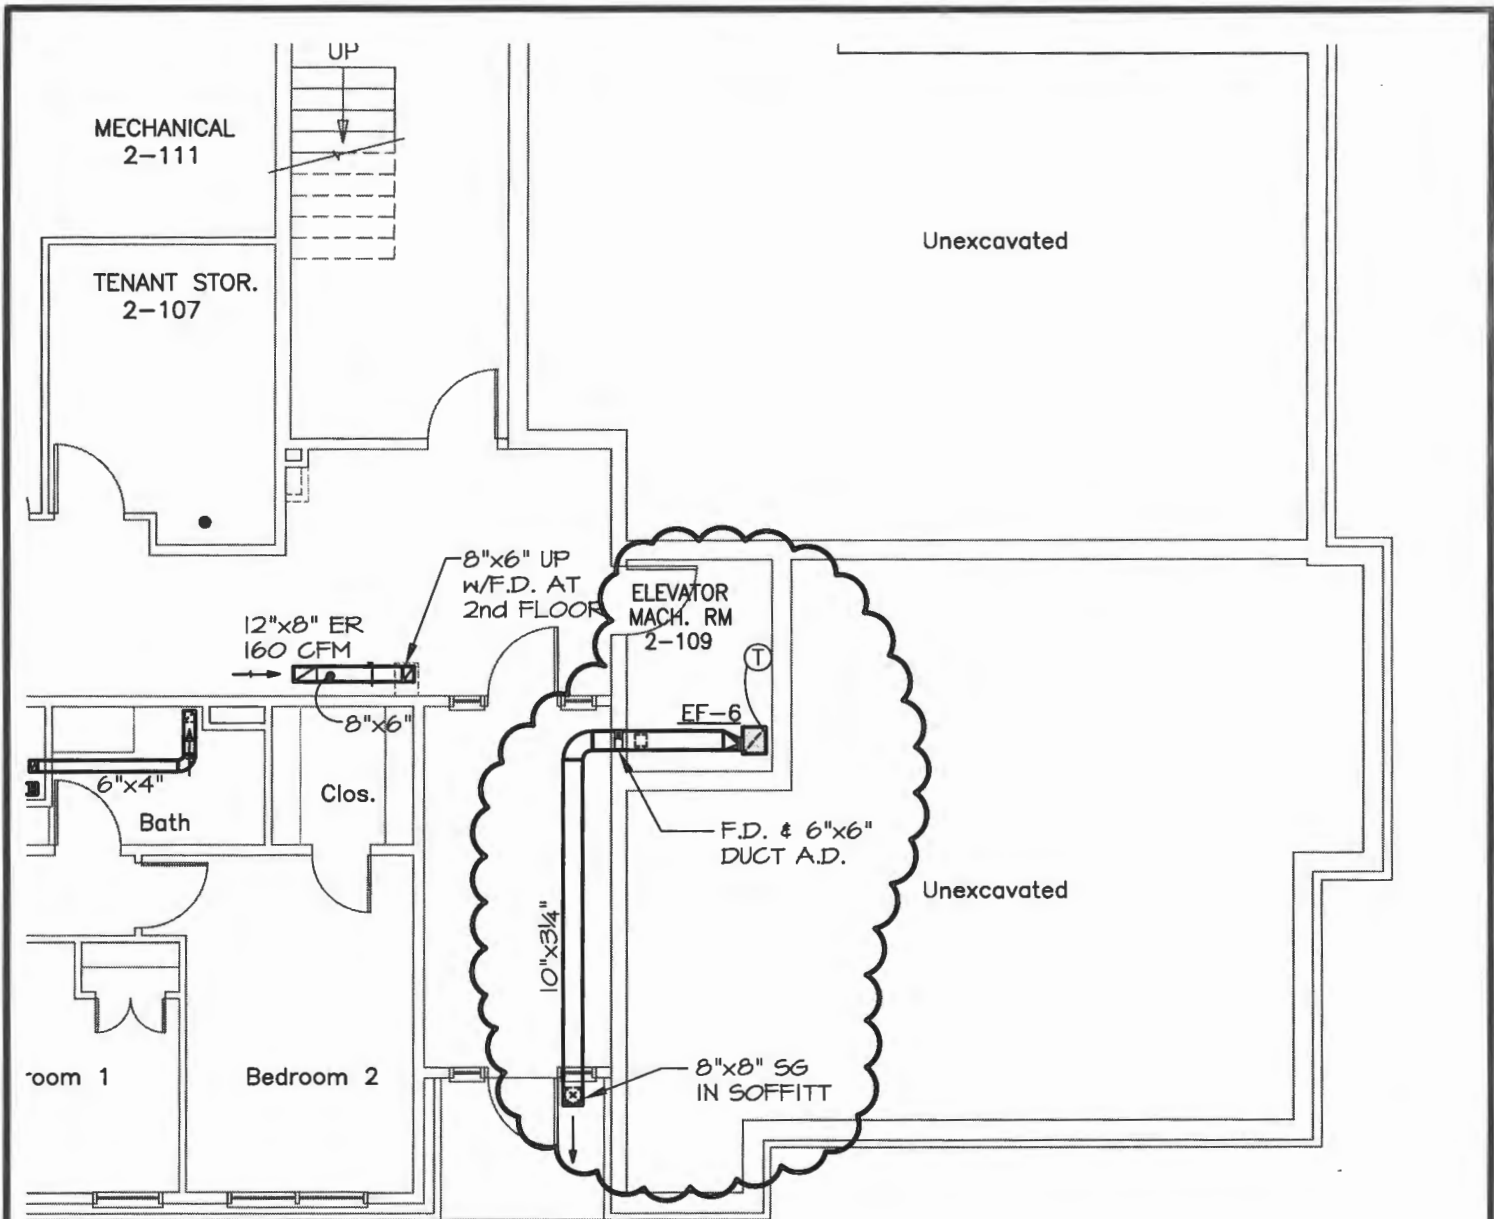 UP
MECHANICAL
2-111
Unexcavated
TENANT STOR.
2-107
8"x6" UP
W/F.D. AT
2nd FLOOR
ELEVATOR
MACH. RM
2-109
12"x8" ER
160 CFM
T
8"x6"
EF-6
6"x4"
Clos.
Bath
F.D. & 6"x6"
DUCT A.D.
Unexcavated
10"x3¼"
8"x8" SG
IN SOFFITT
room 1
Bedroom 2